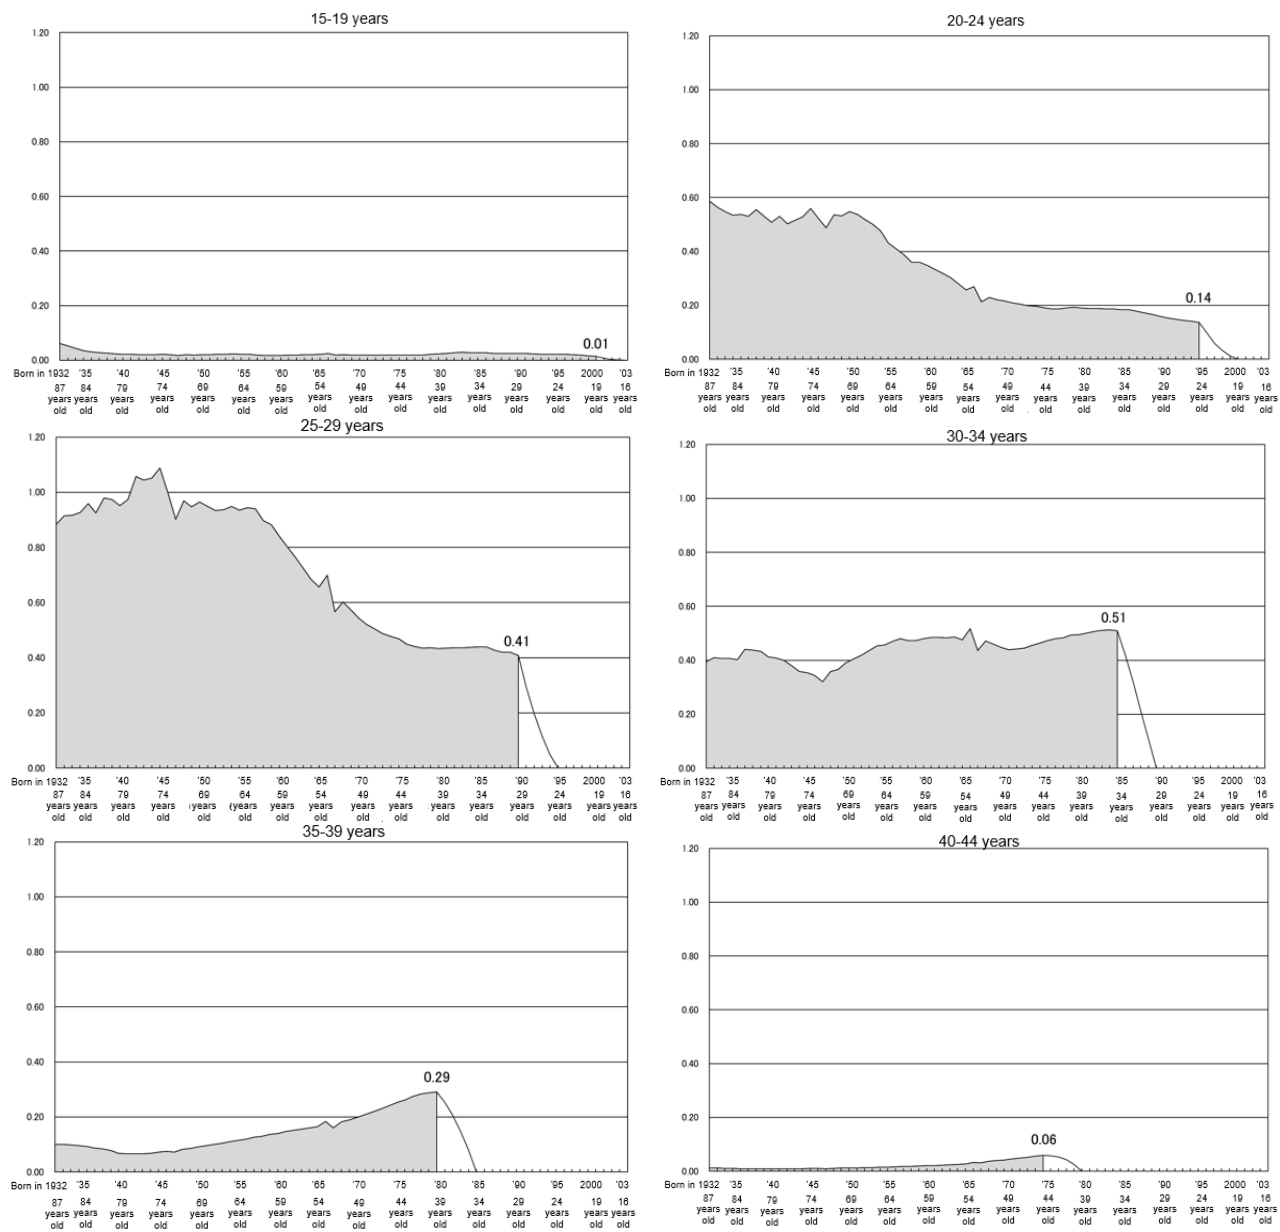 15-19 years
1.20
1.00
0.80
0.60
0.40
0.20
0.00
0.01
Born in 1932 '35 '40 '45 '50 '55 '60 '65 '70 '75 '80 '85 '90 '95 2000 '03
87 84 79 74 69 64 59 54 49 44 39 34 29 24 19 16
years years years years years years years years years years years years years years years years
old old old old old old old old old old old old old old old old
20-24 years
1.20
1.00
0.80
0.60
0.40
0.20
0.00
0.14
Born in 1932 '35 '40 '45 '50 '55 '60 '65 '70 '75 '80 '85 '90 '95 2000 '03
87 84 79 74 69 64 59 54 49 44 39 34 29 24 19 16
years years years years years years years years years years years years years years years years
old old old old old old old old old old old old old old old old
25-29 years
1.20
1.00
0.80
0.60
0.40
0.20
0.00
0.41
Born in 1932 '35 '40 '45 '50 '55 '60 '65 '70 '75 '80 '85 '90 '95 2000 '03
87 84 79 74 69 64 59 54 49 44 39 34 29 24 19 16
years years years years years years years years years years years years years years years years
old old old old old old old old old old old old old old old old
30-34 years
1.20
1.00
0.80
0.60
0.40
0.20
0.00
0.51
Born in 1932 '35 '40 '45 '50 '55 '60 '65 '70 '75 '80 '85 '90 '95 2000 '03
87 84 79 74 69 64 59 54 49 44 39 34 29 24 19 16
years years years years years years years years years years years years years years years years
old old old old old old old old old old old old old old old old
35-39 years
1.20
1.00
0.80
0.60
0.40
0.20
0.00
0.29
Born in 1932 '35 '40 '45 '50 '55 '60 '65 '70 '75 '80 '85 '90 '95 2000 '03
87 84 79 74 69 64 59 54 49 44 39 34 29 24 19 16
years years years years years years years years years years years years years years years years
old old old old old old old old old old old old old old old old
40-44 years
1.20
1.00
0.80
0.60
0.40
0.20
0.00
0.06
Born in 1932 '35 '40 '45 '50 '55 '60 '65 '70 '75 '80 '85 '90 '95 2000 '03
87 84 79 74 69 64 59 54 49 44 39 34 29 24 19 16
years years years years years years years years years years years years years years years years
old old old old old old old old old old old old old old old old